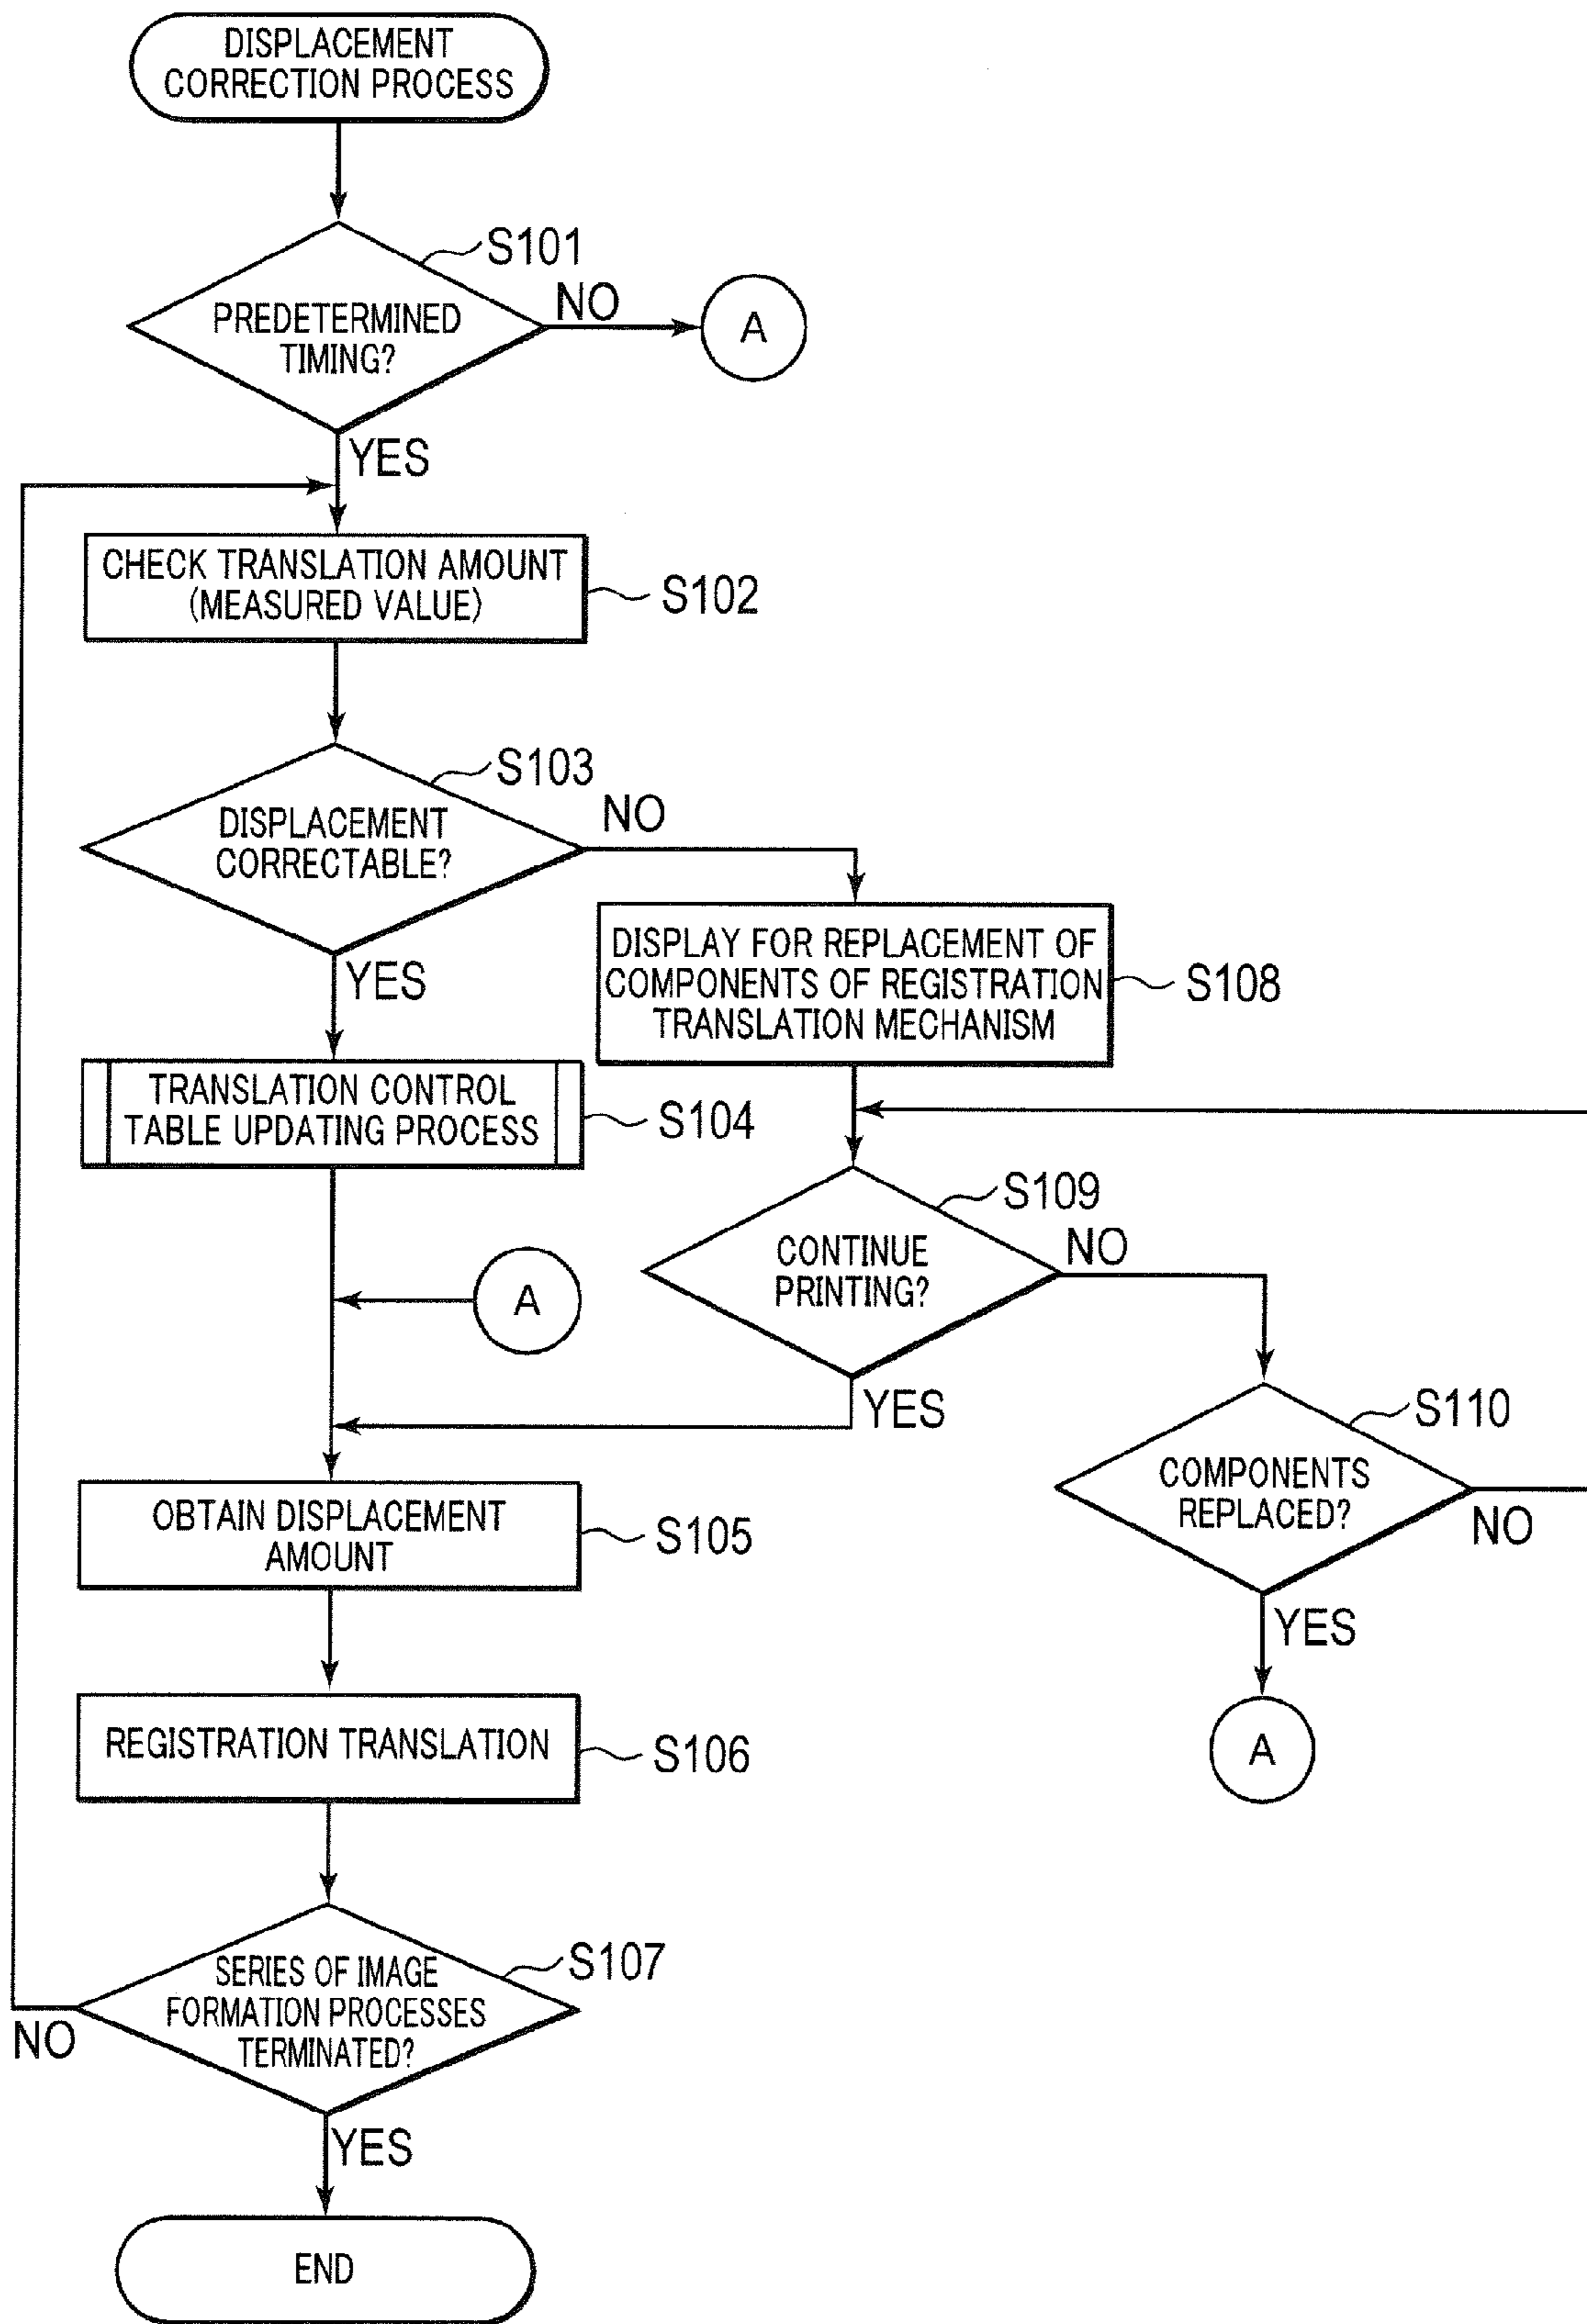 DISPLACEMENT
CORRECTION PROCESS
S101
PREDETERMINED
TIMING?
NO
A
YES
CHECK TRANSLATION AMOUNT
(MEASURED VALUE)
S102
S103
DISPLACEMENT
CORRECTABLE?
NO
YES
DISPLAY FOR REPLACEMENT OF
COMPONENTS OF REGISTRATION
TRANSLATION MECHANISM
S108
TRANSLATION CONTROL
TABLE UPDATING PROCESS
S104
S109
CONTINUE
PRINTING?
NO
A
YES
S110
COMPONENTS
REPLACED?
NO
YES
A
OBTAIN DISPLACEMENT
AMOUNT
S105
REGISTRATION TRANSLATION
S106
S107
SERIES OF IMAGE
FORMATION PROCESSES
TERMINATED?
NO
YES
END